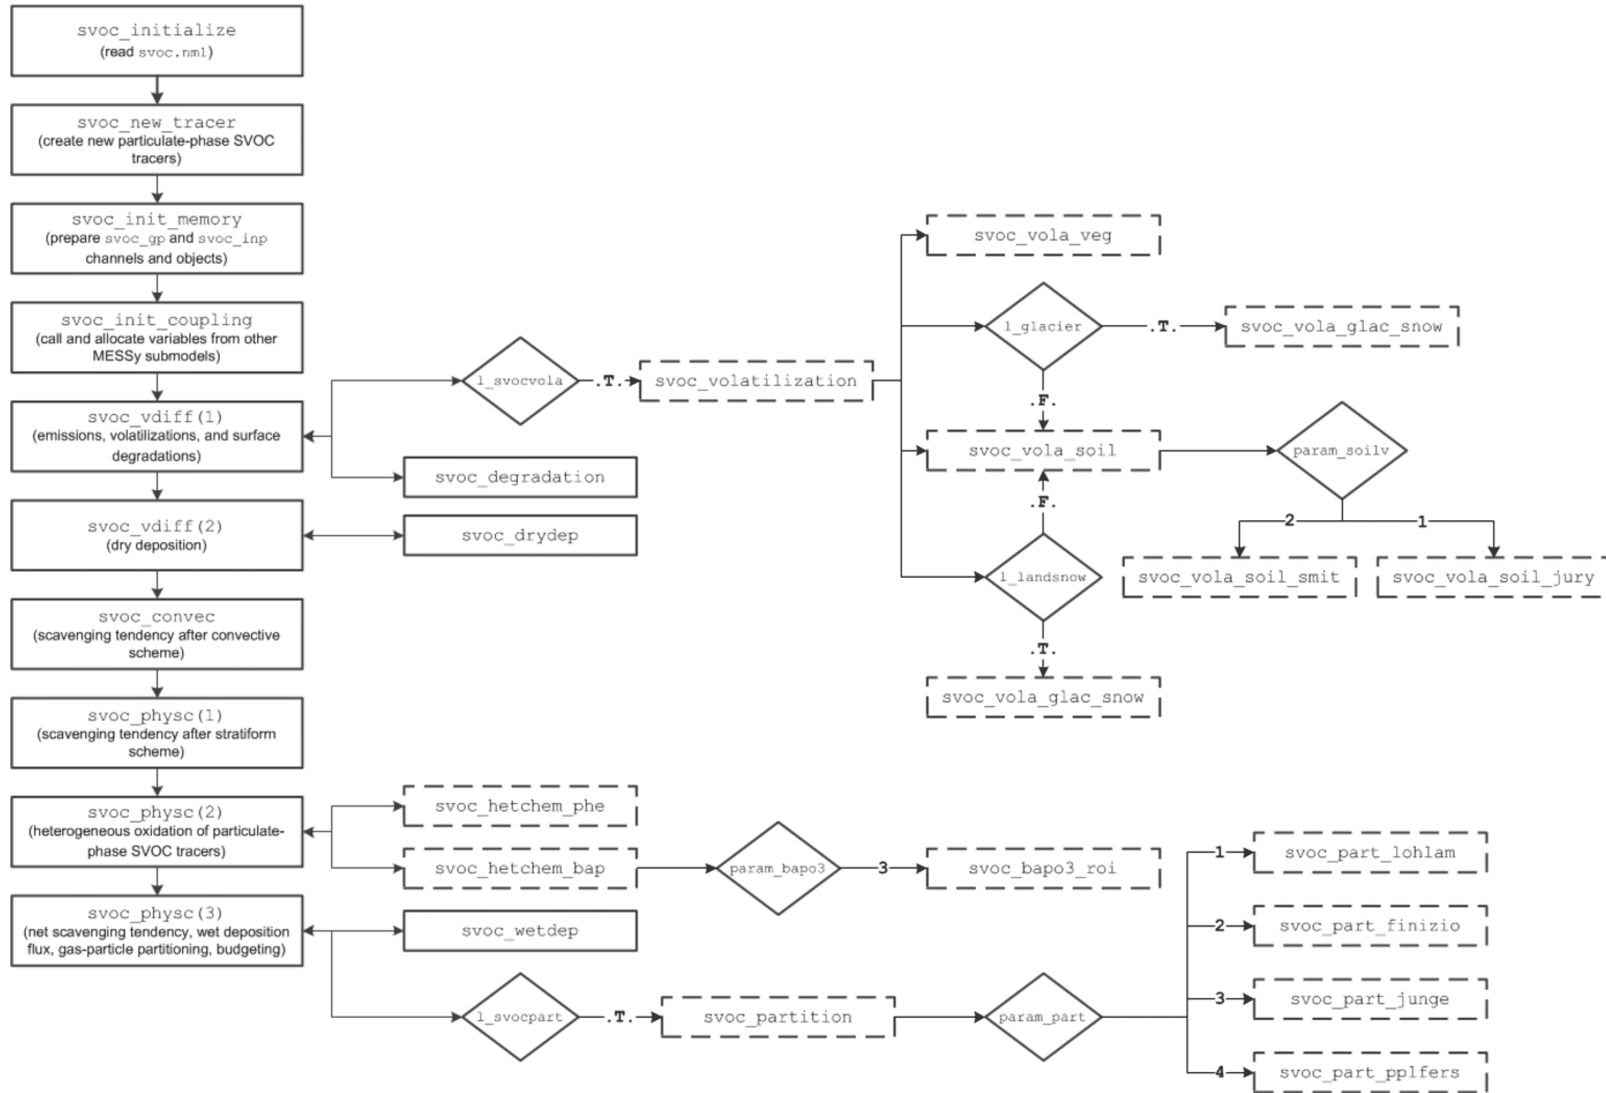 svoc_initialize
(read svoc.nml)
svoc_new_tracer
(create new particulate-phase SVOC
tracers)
svoc_init_memory
(prepare svoc_gp and svoc_inp
channels and objects)
svoc_init_coupling
(call and allocate variables from other
MESSy submodels)
svoc_vdiff(1)
(emissions, volatilizations, and surface
degradations)
svoc_vdiff(2)
(dry deposition)
svoc_convec
(scavenging tendency after convective
scheme)
svoc_physc(1)
(scavenging tendency after stratiform
scheme)
svoc_physc(2)
(heterogeneous oxidation of particulate-
phase SVOC tracers)
svoc_physc(3)
(net scavenging tendency, wet deposition
flux, gas-particle partitioning, budgeting)
l_svocvola
.T.
svoc_volatilization
svoc_degradation
svoc_drydep
svoc_vola_veg
l_glacier
.T.
svoc_vola_glac_snow
.F.
svoc_vola_soil
param_soilv
2
1
svoc_vola_soil_smit
svoc_vola_soil_jury
.F.
l_landsnow
.T.
svoc_vola_glac_snow
svoc_hetchem_phe
svoc_hetchem_bap
param_bapo3
3
svoc_bapo3_roi
svoc_wetdep
l_svocpart
.T.
svoc_partition
param_part
1
svoc_part_lohlam
2
svoc_part_finizio
3
svoc_part_junge
4
svoc_part_pplfers